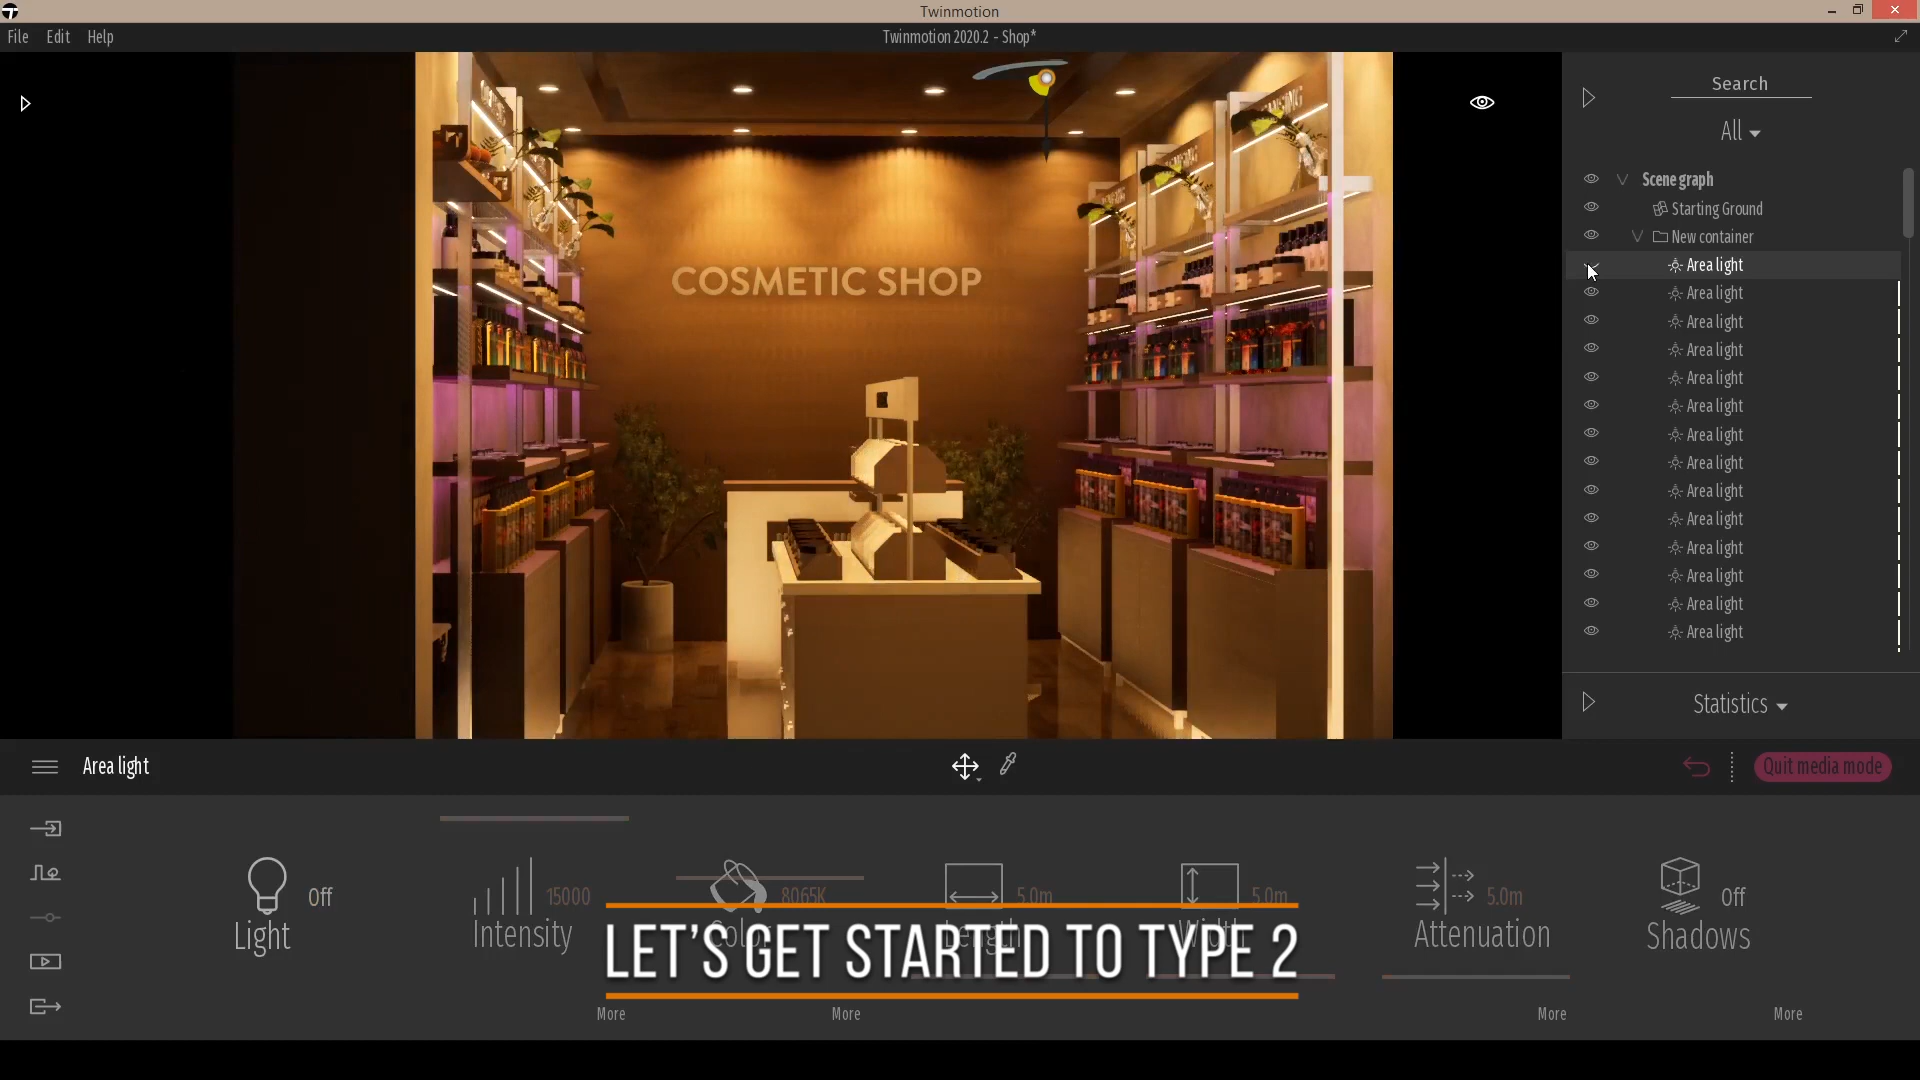 Twinmotion
File Edit Help
Twinmotion 2020.2 - Shop*
Search
All
Scene graph
Starting Ground
New container
Area light
Area light
Area light
Area light
Area light
Area light
Area light
Area light
Area light
Area light
Area light
Area light
Area light
Area light
COSMETIC SHOP
Statistics
Area light
Quit media mode
Off
Light
15000
Intensity
8065K
Color
5.0m
Length
5.0m
Width
5.0m
Attenuation
Off
Shadows
LET'S GET STARTED TO TYPE 2
More
More
More
More